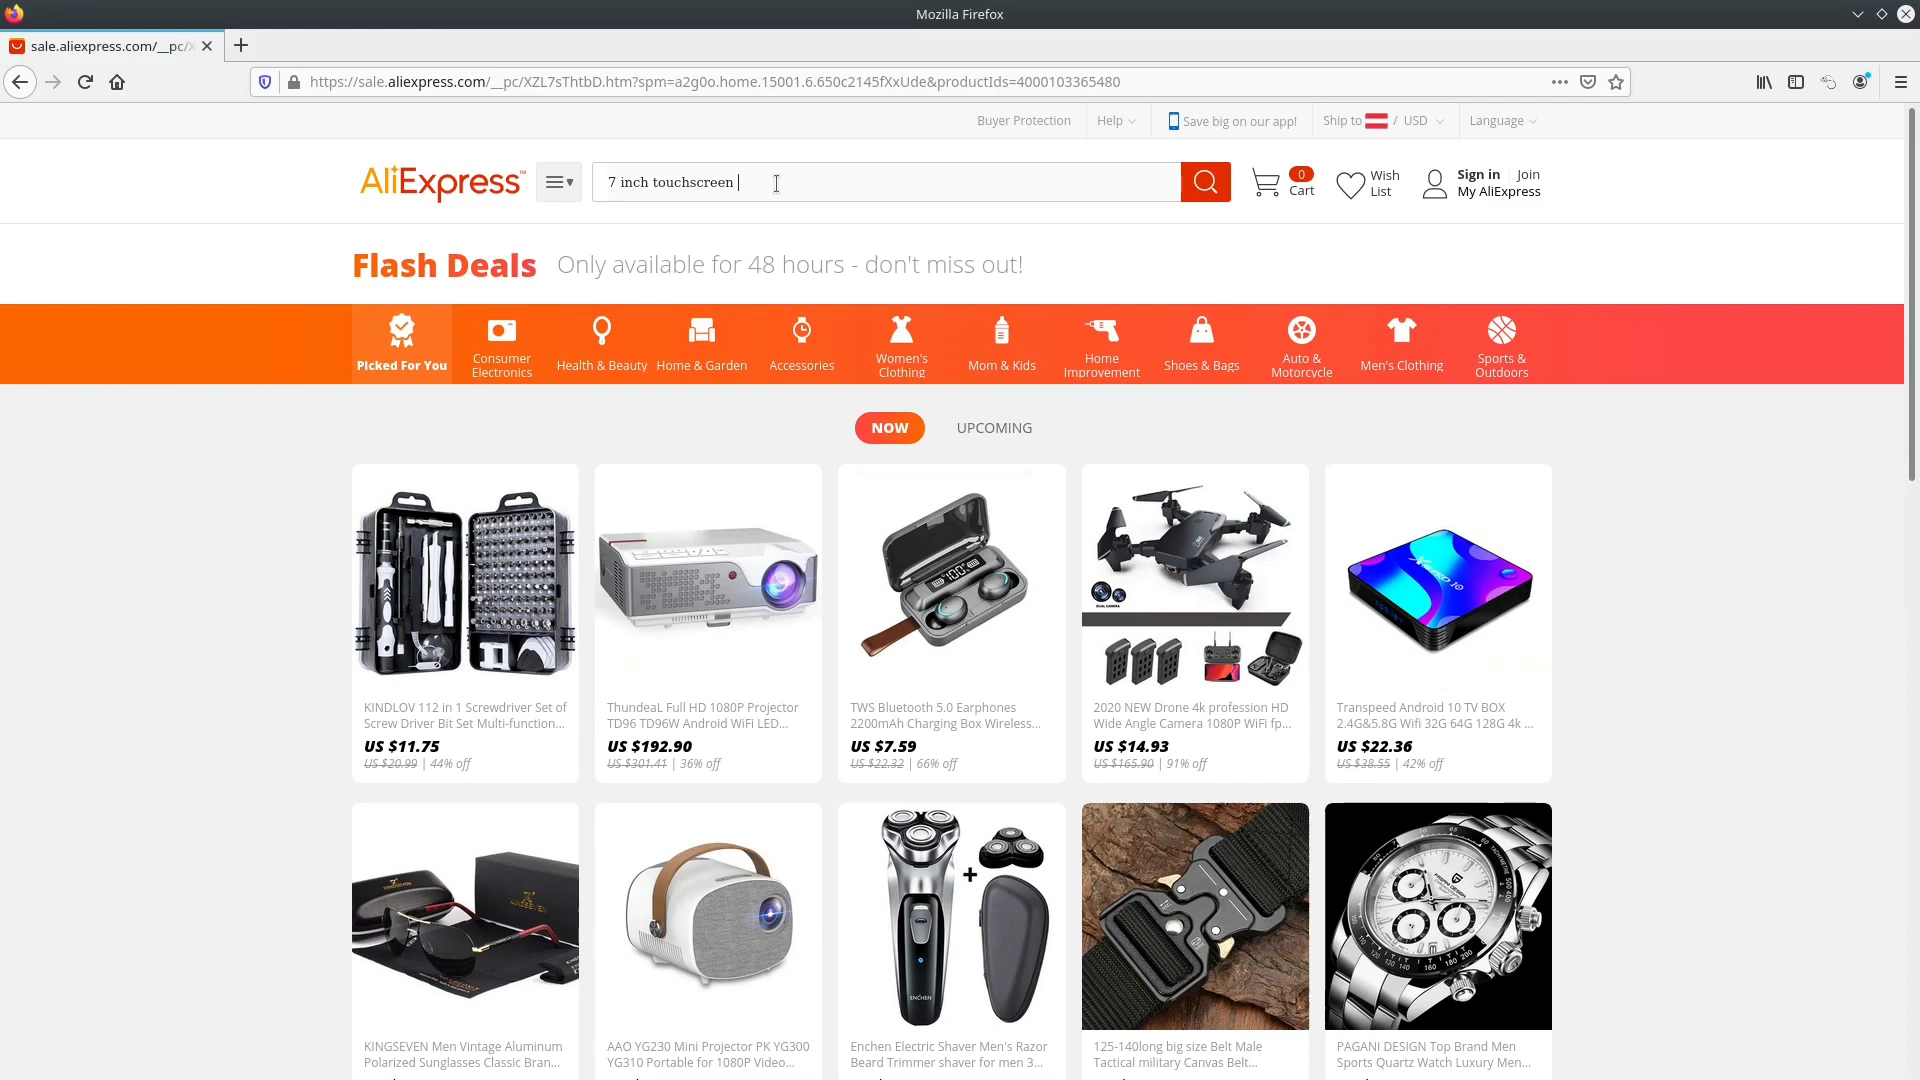 Mozilla Firefox
sale.aliexpress.com/__pc/X
https://sale.aliexpress.com/__pc/XZL7sThtbD.htm?spm=a2g0o.home.15001.6.650c2145fXxUde&productIds=4000103365480
Buyer Protection
Help
Save big on our app!
Ship to / USD
Language
AliExpress™
7 inch touchscreen
0
Cart
Wish
List
Sign in Join
My AliExpress
Flash Deals Only available for 48 hours - don't miss out!
Picked For You
Consumer
Electronics
Health & Beauty
Home & Garden
Accessories
Women's
Clothing
Mom & Kids
Home
Improvement
Shoes & Bags
Auto &
Motorcycle
Men's Clothing
Sports &
Outdoors
NOW
UPCOMING
KINDLOV 112 in 1 Screwdriver Set of
Screw Driver Bit Set Multi-function...
US $11.75
US $20.99 | 44% off
ThundeaL Full HD 1080P Projector
TD96 TD96W Android WiFi LED...
US $192.90
US $301.41 | 36% off
100
TWS Bluetooth 5.0 Earphones
2200mAh Charging Box Wireless...
US $7.59
US $22.32 | 66% off
DUAL CAMERA
2020 NEW Drone 4k profession HD
Wide Angle Camera 1080P WiFi fp...
US $14.93
US $165.90 | 91% off
Transpeed Android 10 TV BOX
2.4G&5.8G Wifi 32G 64G 128G 4k ...
US $22.36
US $38.55 | 42% off
KINGSEVEN
KINGSEVEN Men Vintage Aluminum
Polarized Sunglasses Classic Bran...
AAO YG230 Mini Projector PK YG300
YG310 Portable for 1080P Video...
+
ENCHEN
Enchen Electric Shaver Men's Razor
Beard Trimmer shaver for men 3...
125-140long big size Belt Male
Tactical military Canvas Belt...
PAGANI DESIGN
PAGANI DESIGN Top Brand Men
Sports Quartz Watch Luxury Men...